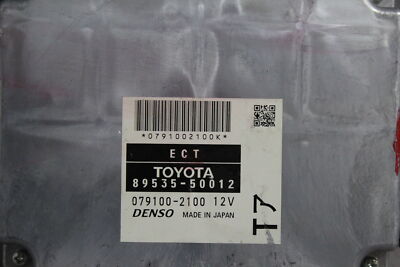 *0791002100K*
ECT
TOYOTA
89535-50012
079100-2100 12V
DENSO MADE IN JAPAN
T7